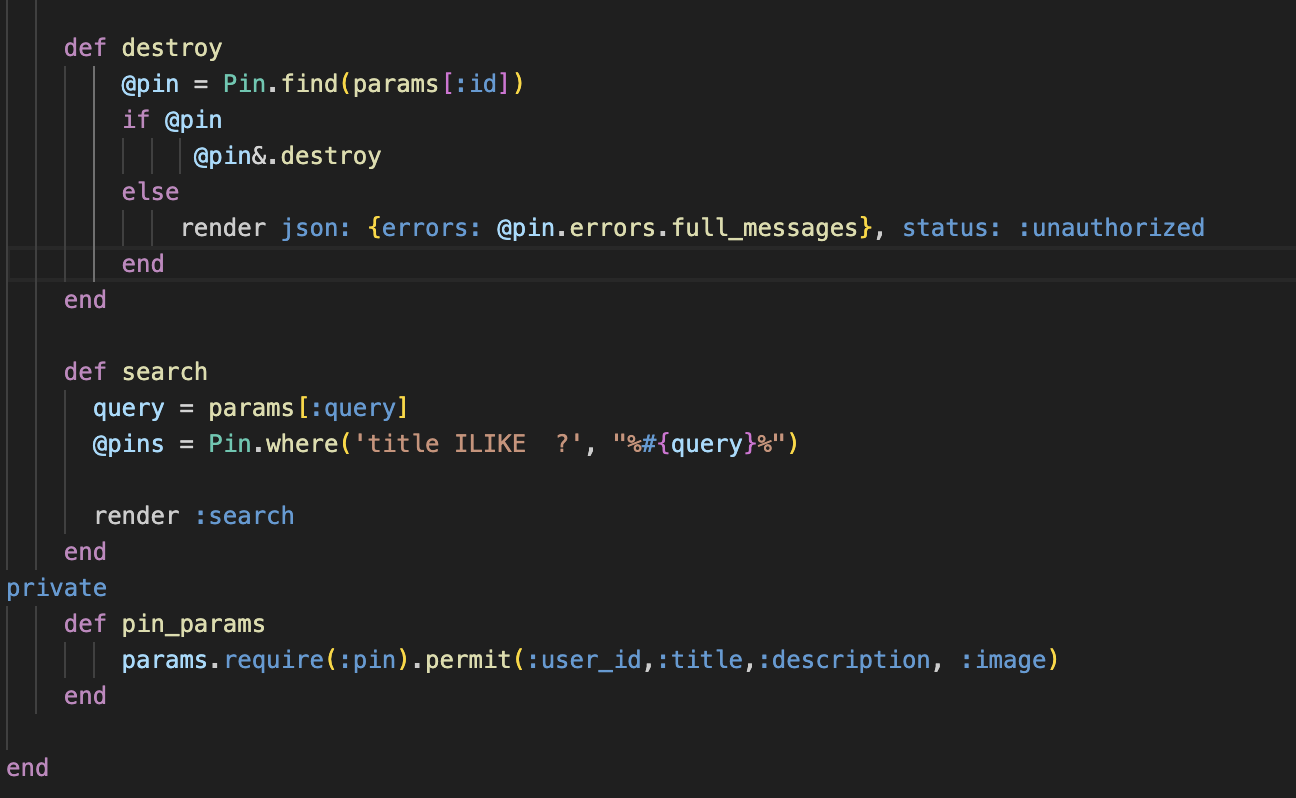 def destroy
@pin = Pin.find(params[:id])
if @pin
@pin&.destroy
else
render json: {errors: @pin.errors.full_messages}, status: :unauthorized
end
end
def search
query = params[:query]
@pins = Pin.where('title ILIKE  ?', "%#{query}%")
render :search
end
private
def pin_params
params.require(:pin).permit(:user_id,:title,:description, :image)
end
end